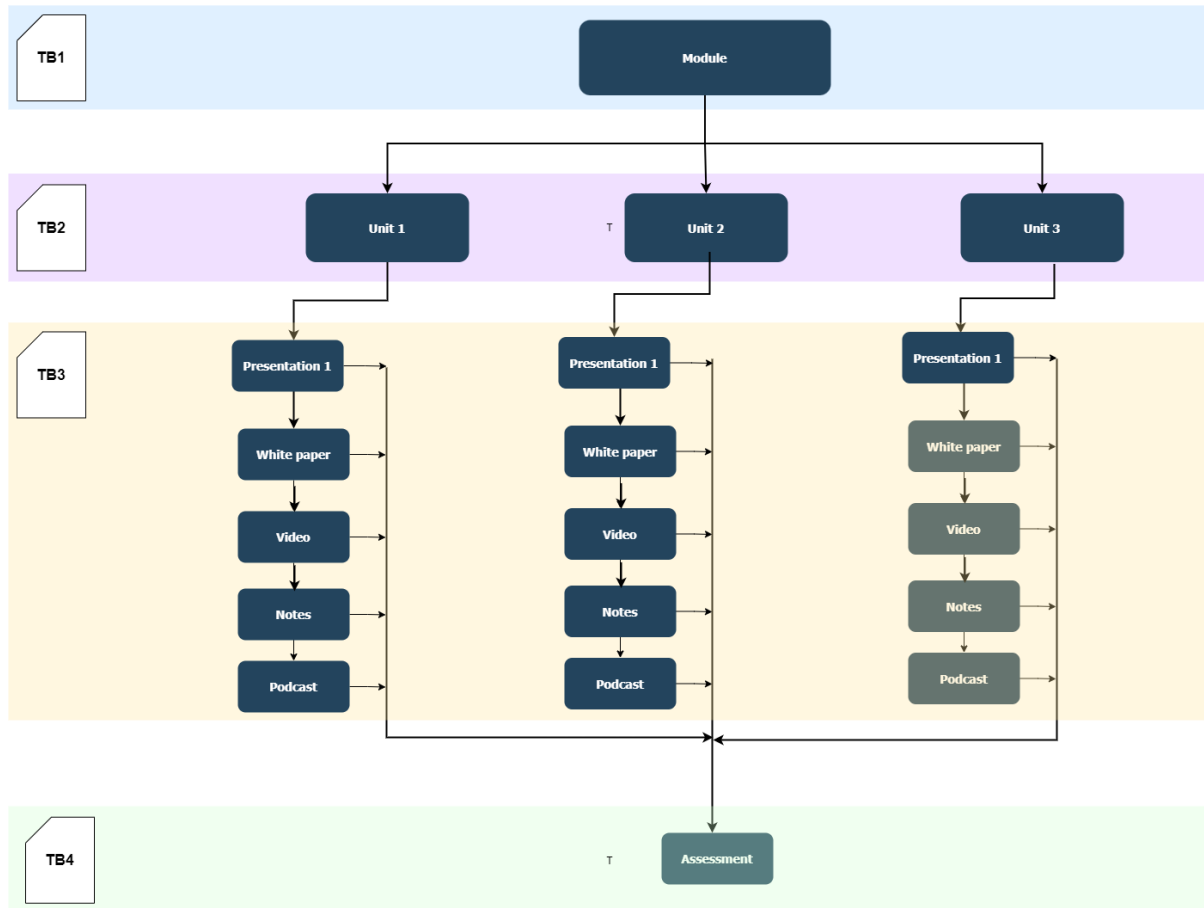 TB1
Module
TB2
Unit 1
T
Unit 2
Unit 3
TB3
Presentation 1
Presentation 1
Presentation 1
White paper
White paper
White paper
Video
Video
Video
Notes
Notes
Notes
Podcast
Podcast
Podcast
TB4
T
Assessment